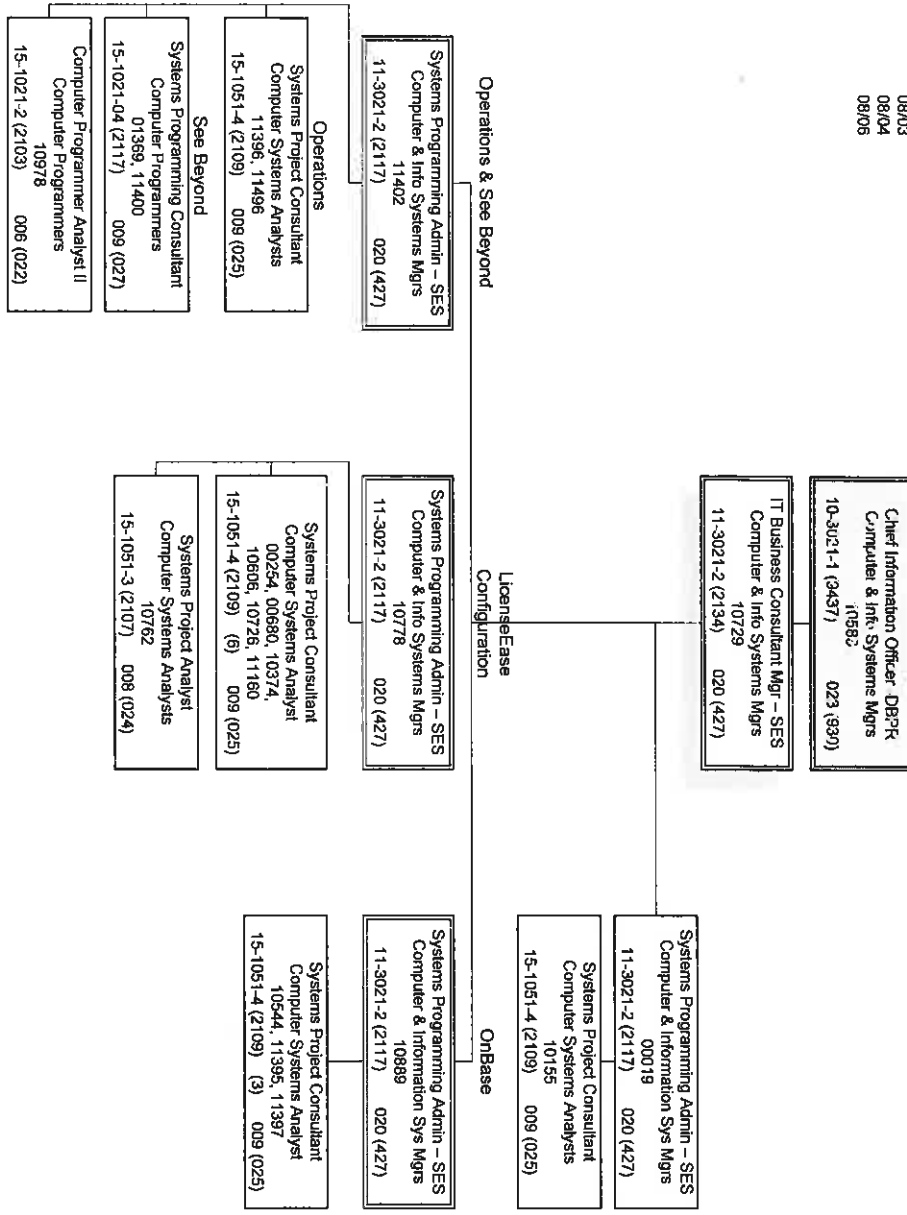 08/03
08/04
08/06
Chief Information Officer - DBPR
Computer & Info Systems Mgrs
10-3021-1 (9437) 023 (930)
IT Business Consultant Mgr – SES
Computer & Info Systems Mgrs
10729
11-3021-2 (2134) 020 (427)
Systems Programming Admin – SES
Computer & Information Sys Mgrs
00019
11-3021-2 (2117) 020 (427)
Systems Project Consultant
Computer Systems Analysts
10155
15-1051-4 (2109) 009 (025)
Operations & See Beyond
Systems Programming Admin – SES
Computer & Info Systems Mgrs
11402
11-3021-2 (2117) 020 (427)
Operations
Systems Project Consultant
Computer Systems Analysts
11396, 11496
15-1051-4 (2109) 009 (025)
See Beyond
Systems Programming Consultant
Computer Programmers
01369, 11400
15-1021-04 (2117) 009 (027)
Computer Programmer Analyst II
Computer Programmers
10978
15-1021-2 (2103) 006 (022)
LicenseEase
Configuration
Systems Programming Admin – SES
Computer & Info Systems Mgrs
10778
11-3021-2 (2117) 020 (427)
Systems Project Consultant
Computer Systems Analyst
00254, 00680, 10374,
10606, 10726, 11160
15-1051-4 (2109) (6) 009 (025)
Systems Project Analyst
Computer Systems Analysts
10762
15-1051-3 (2107) 008 (024)
OnBase
Systems Programming Admin – SES
Computer & Information Sys Mgrs
10889
11-3021-2 (2117) 020 (427)
Systems Project Consultant
Computer Systems Analyst
10544, 11395, 11397
15-1051-4 (2109) (3) 009 (025)